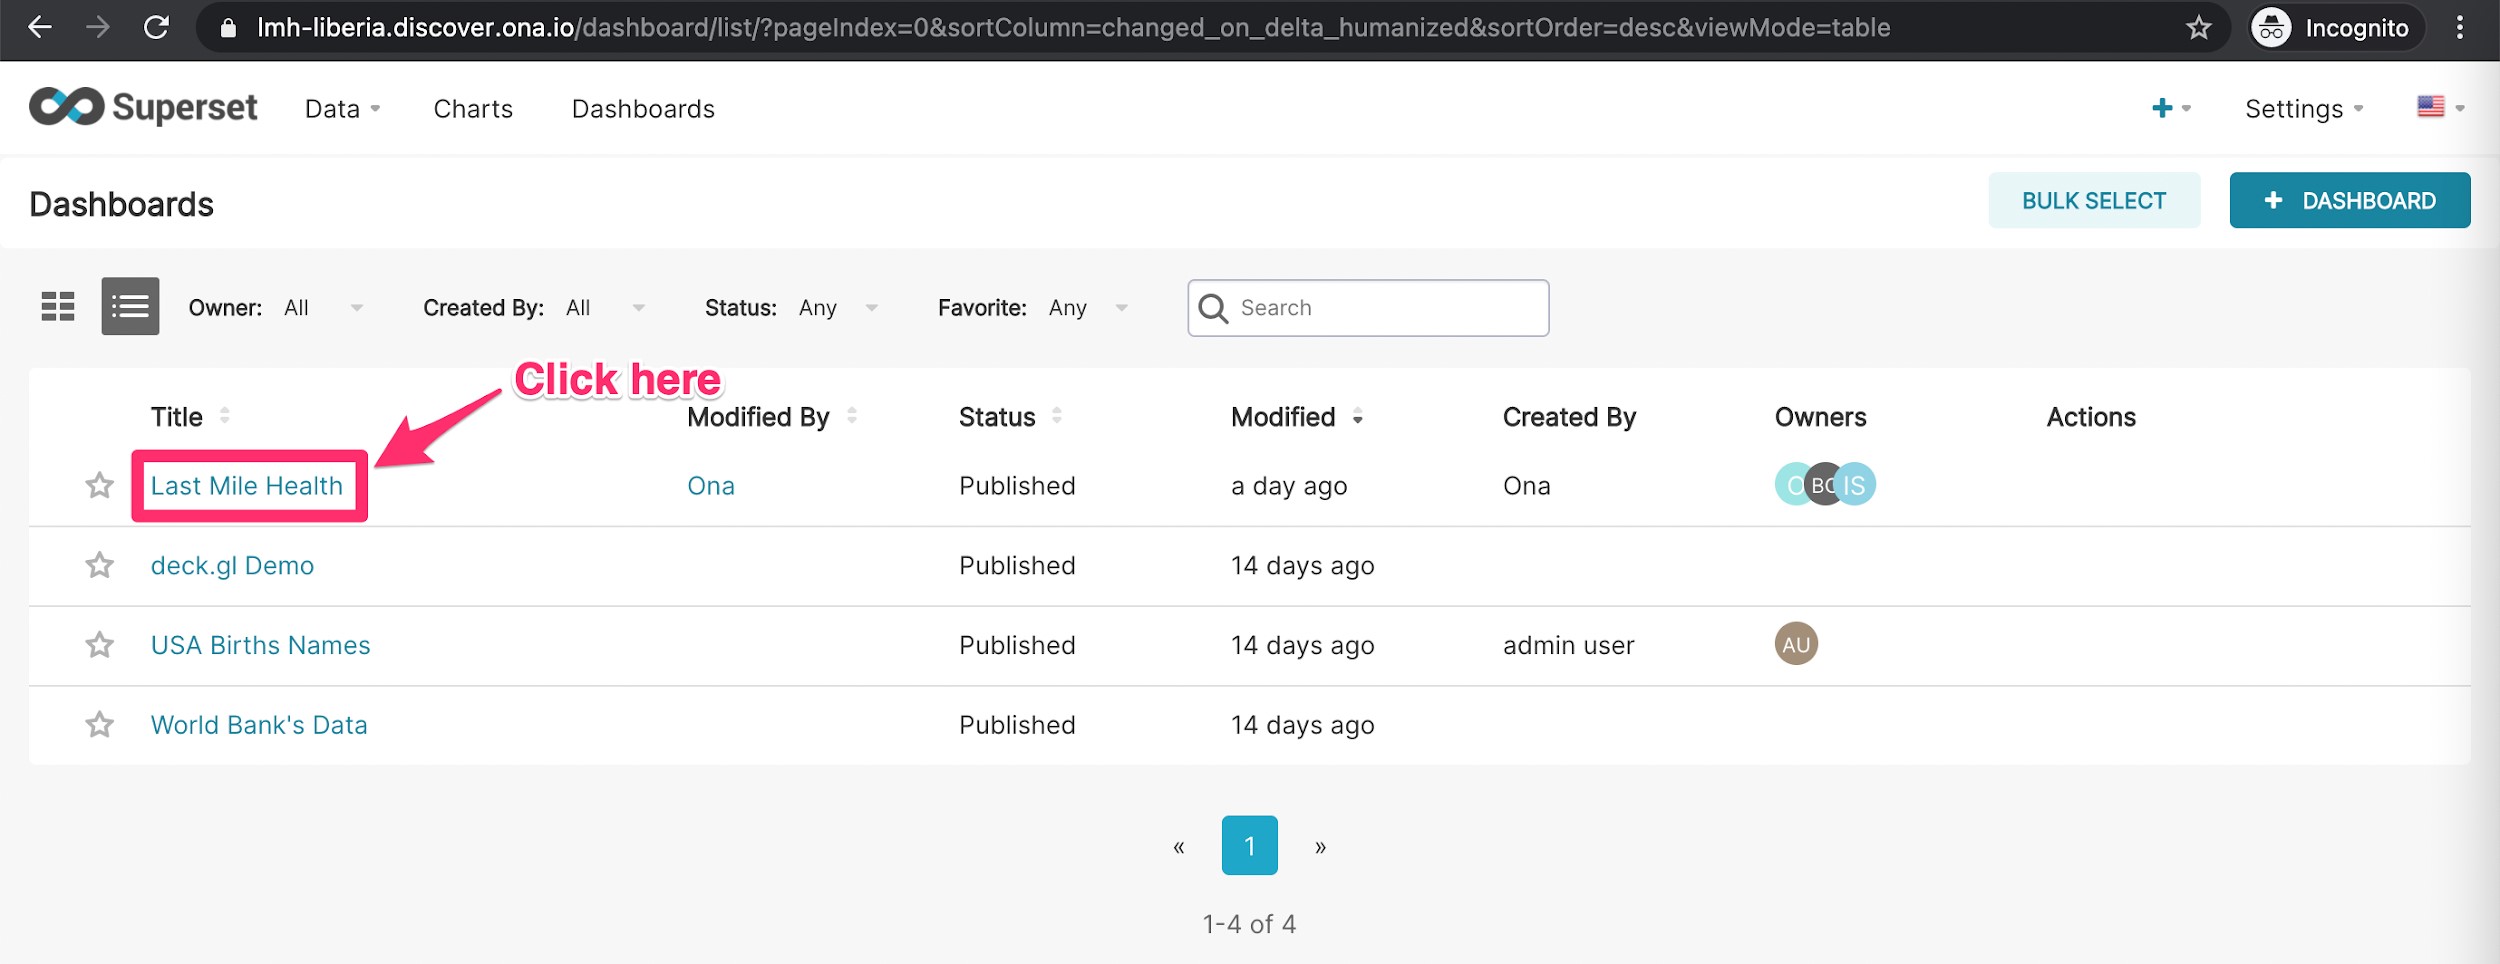 lmh-liberia.discover.ona.io/dashboard/list/?pageIndex=0&sortColumn=changed_on_delta_humanized&sortOrder=desc&viewMode=table Incognito
Superset Data Charts Dashboards + Settings
Dashboards BULK SELECT + DASHBOARD
Owner: All Created By: All Status: Any Favorite: Any Search
Click here
Title Modified By Status Modified Created By Owners Actions
Last Mile Health Ona Published a day ago Ona O BO IS
deck.gl Demo Published 14 days ago
USA Births Names Published 14 days ago admin user AU
World Bank's Data Published 14 days ago
« 1 »
1-4 of 4